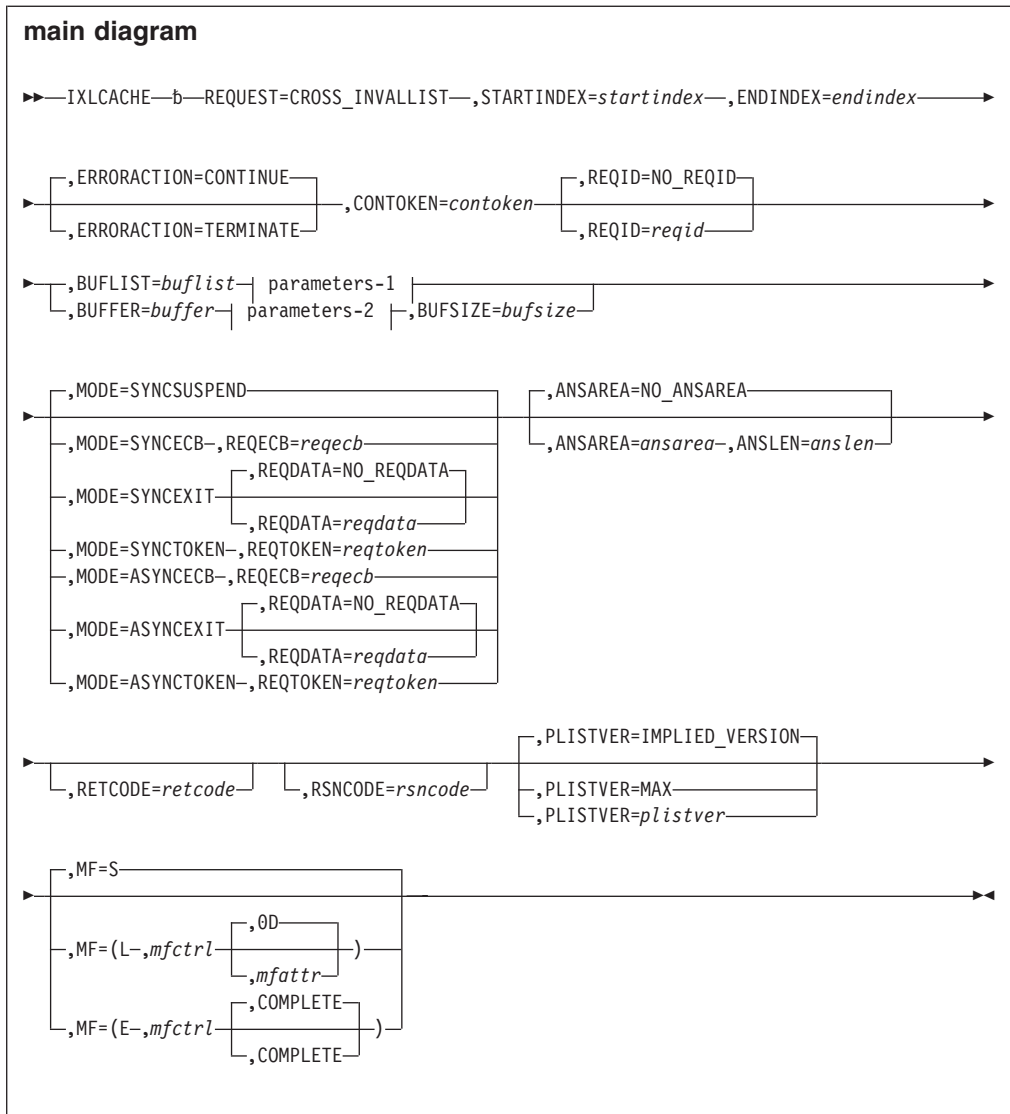 main diagram
IXLCACHE ƀ REQUEST=CROSS_INVALLIST ,STARTINDEX=startindex ,ENDINDEX=endindex
,ERRORACTION=CONTINUE
,ERRORACTION=TERMINATE
,CONTOKEN=contoken
,REQID=NO_REQID
,REQID=reqid
,BUFLIST=buflist parameters-1
,BUFFER=buffer parameters-2 ,BUFSIZE=bufsize
,MODE=SYNCSUSPEND
,MODE=SYNCECB ,REQECB=reqecb
,MODE=SYNCEXIT
,REQDATA=NO_REQDATA
,REQDATA=reqdata
,MODE=SYNCTOKEN ,REQTOKEN=reqtoken
,MODE=ASYNCECB ,REQECB=reqecb
,MODE=ASYNCEXIT
,REQDATA=NO_REQDATA
,REQDATA=reqdata
,MODE=ASYNCTOKEN ,REQTOKEN=reqtoken
,ANSAREA=NO_ANSAREA
,ANSAREA=ansarea ,ANSLEN=anslen
,RETCODE=retcode
,RSNCODE=rsncode
,PLISTVER=IMPLIED_VERSION
,PLISTVER=MAX
,PLISTVER=plistver
,MF=S
,MF=(L ,mfctrl
,0D
,mfattr
)
,MF=(E ,mfctrl
,COMPLETE
,COMPLETE
)